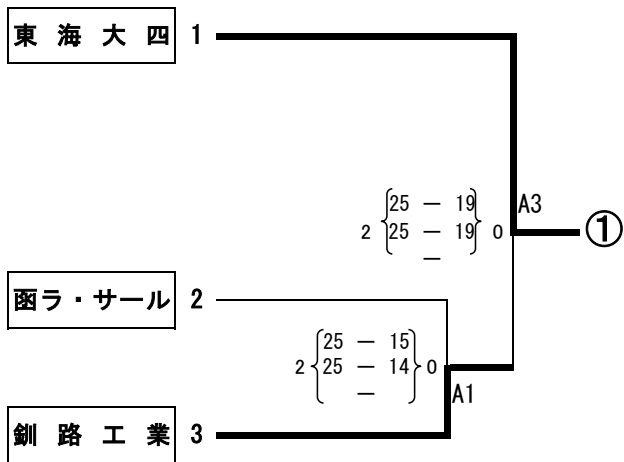 東海大四 1
25 ― 19 A3
2 25 ― 19 0 ①
―
函ラ・サール 2
25 ― 15
2 25 ― 14 0
― A1
釧路工業 3